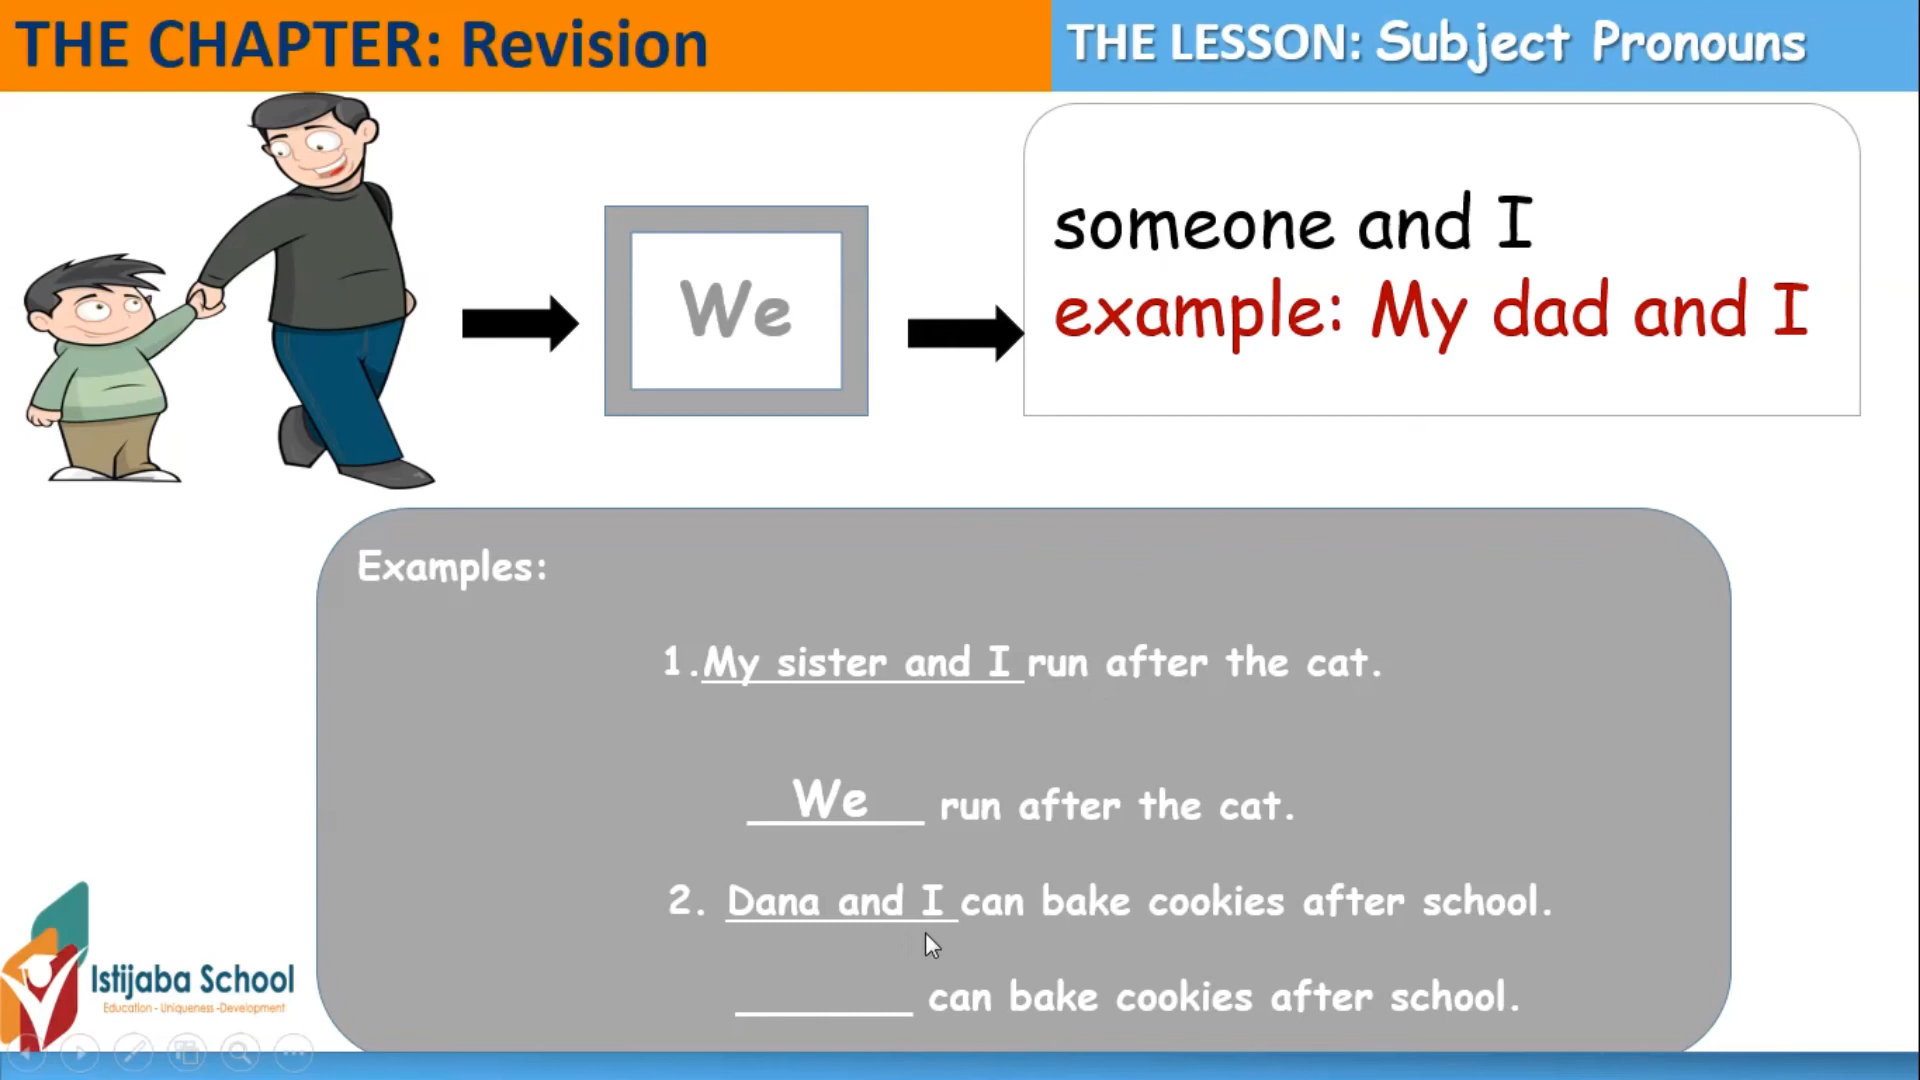 THE CHAPTER: Revision
THE LESSON: Subject Pronouns
We
someone and I
example: My dad and I
Examples:
1.My sister and I run after the cat.
We run after the cat.
2. Dana and I can bake cookies after school.
_______ can bake cookies after school.
Istijaba School
Education - Uniqueness -Development